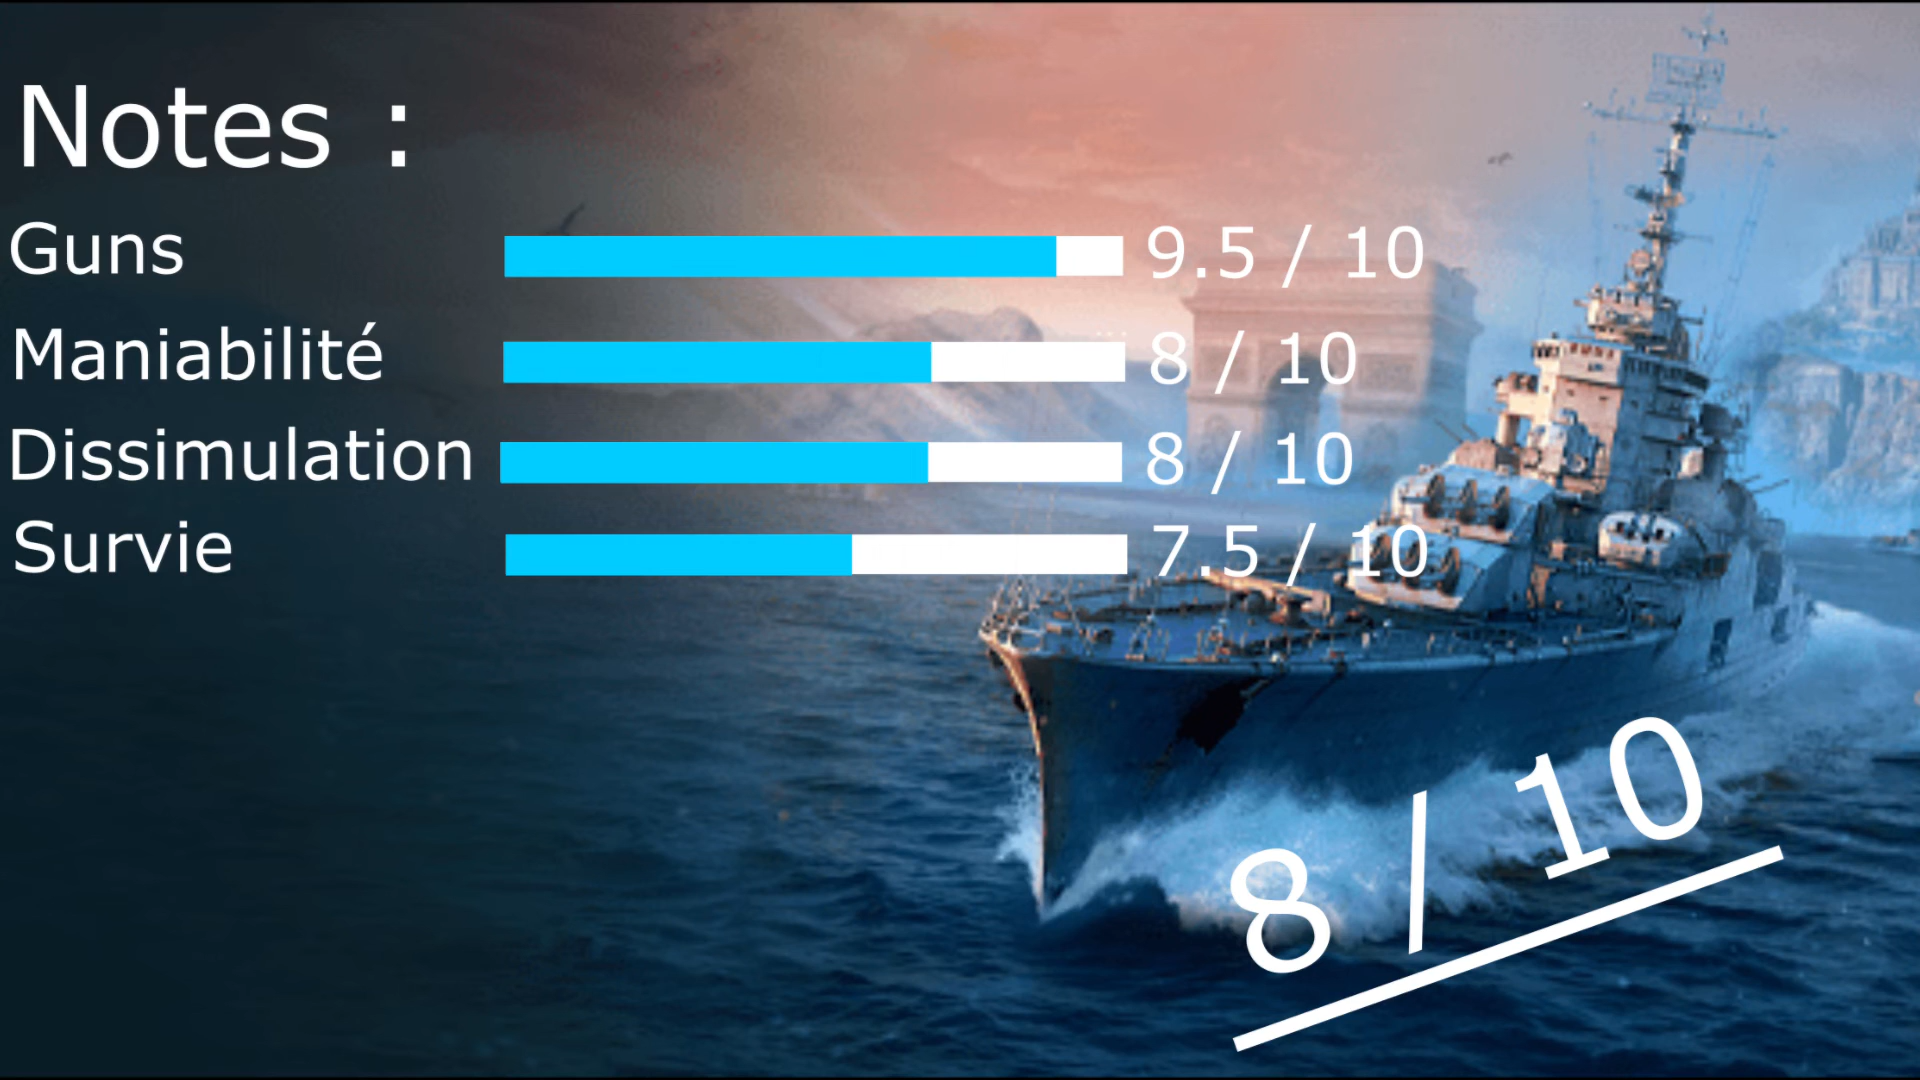 Notes :
Guns 9.5 / 10
Maniabilité 8 / 10
Dissimulation 8 / 10
Survie 7.5 / 10
8 / 10